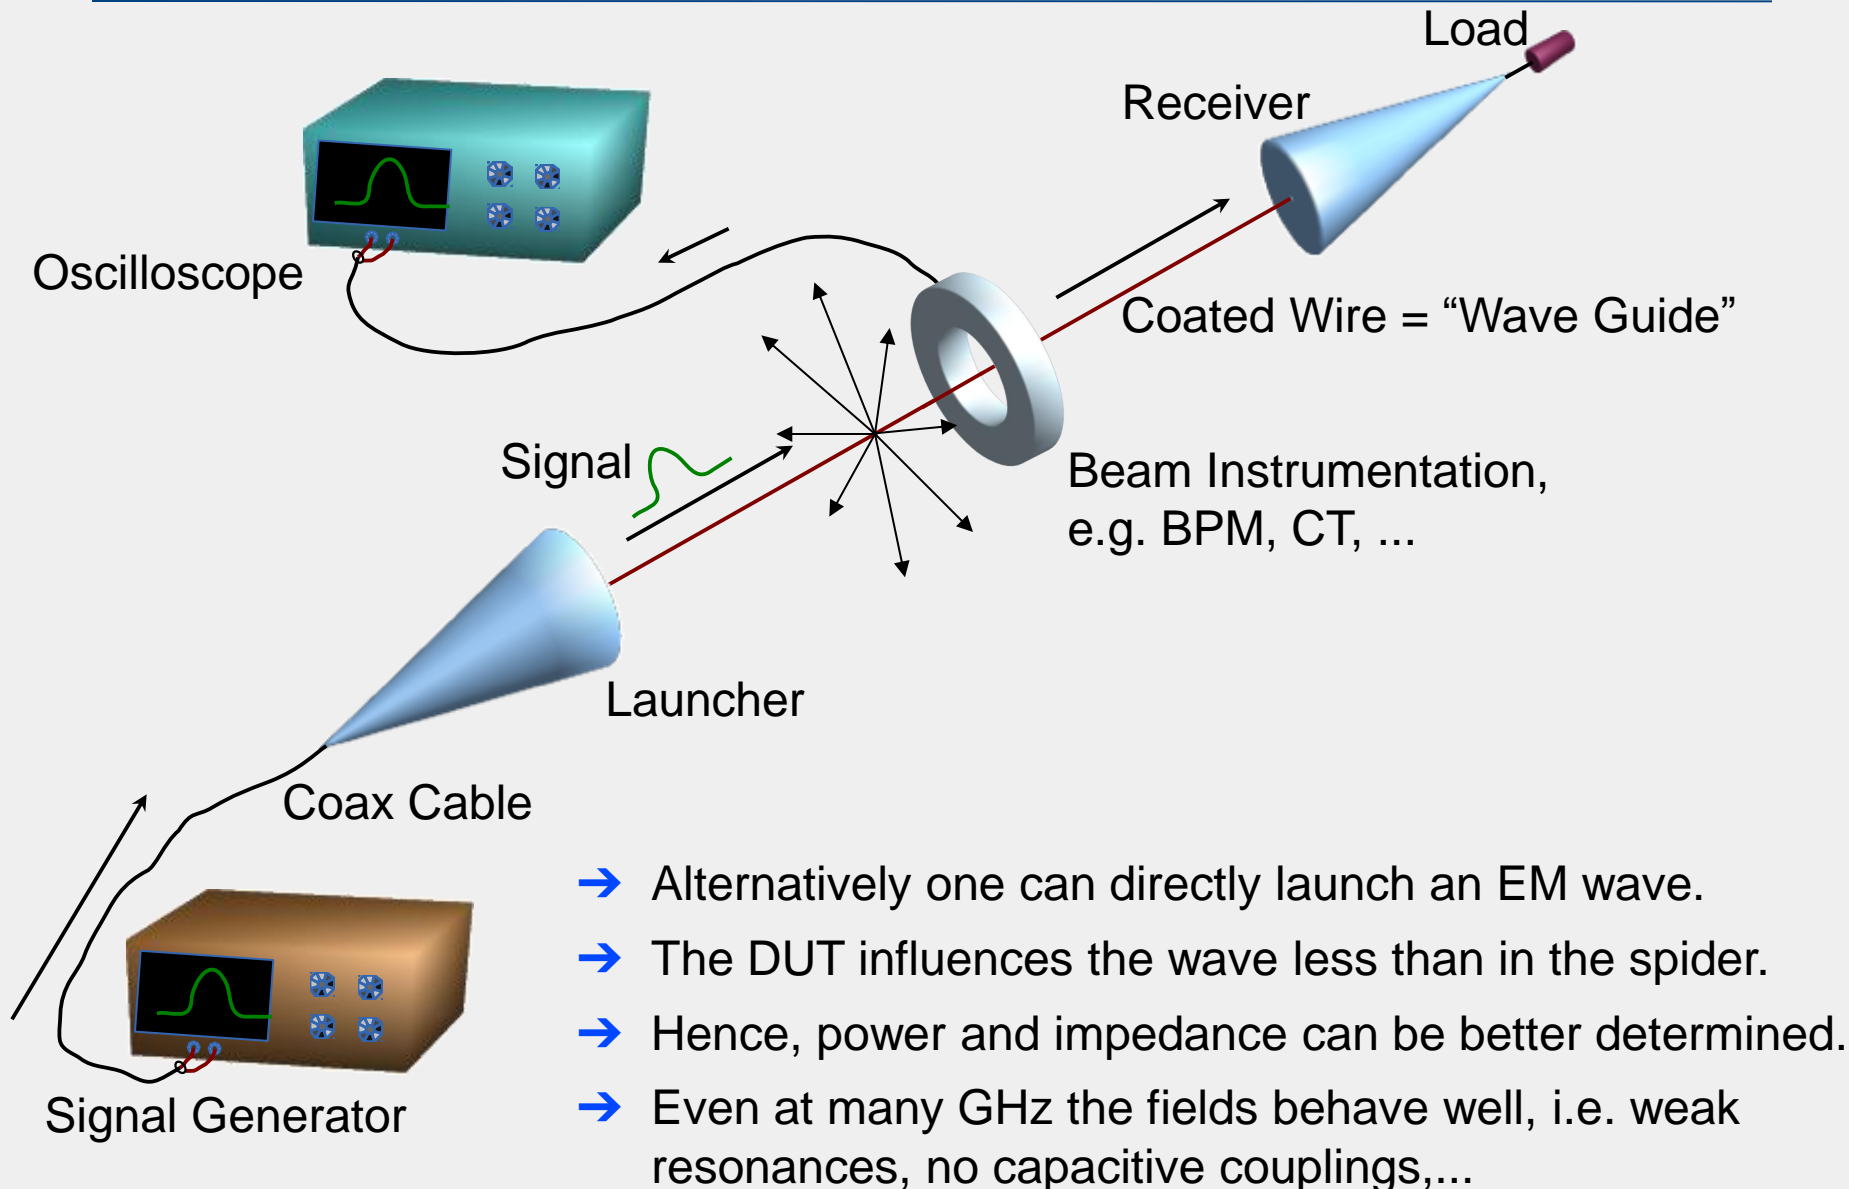 Load
Receiver
Oscilloscope
Coated Wire = “Wave Guide”
Signal
Beam Instrumentation,
e.g. BPM, CT, ...
Launcher
Coax Cable
Signal Generator
➔ Alternatively one can directly launch an EM wave.
➔ The DUT influences the wave less than in the spider.
➔ Hence, power and impedance can be better determined.
➔ Even at many GHz the fields behave well, i.e. weak
resonances, no capacitive couplings,...